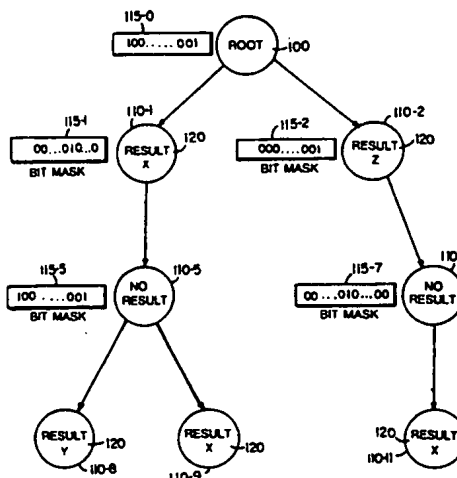 115-0
100.....001
ROOT
100
110-1
110-2
115-1
115-2
120
120
00...010...0
BIT MASK
RESULT
X
000....001
BIT MASK
RESULT
Z
115-5
110-5
115-7
110
100 .....001
BIT MASK
NO
RESULT
00...010...00
BIT MASK
NO
RESULT
RESULT
Y
120
110-8
RESULT
X
120
110-9
120
RESULT
X
110-11